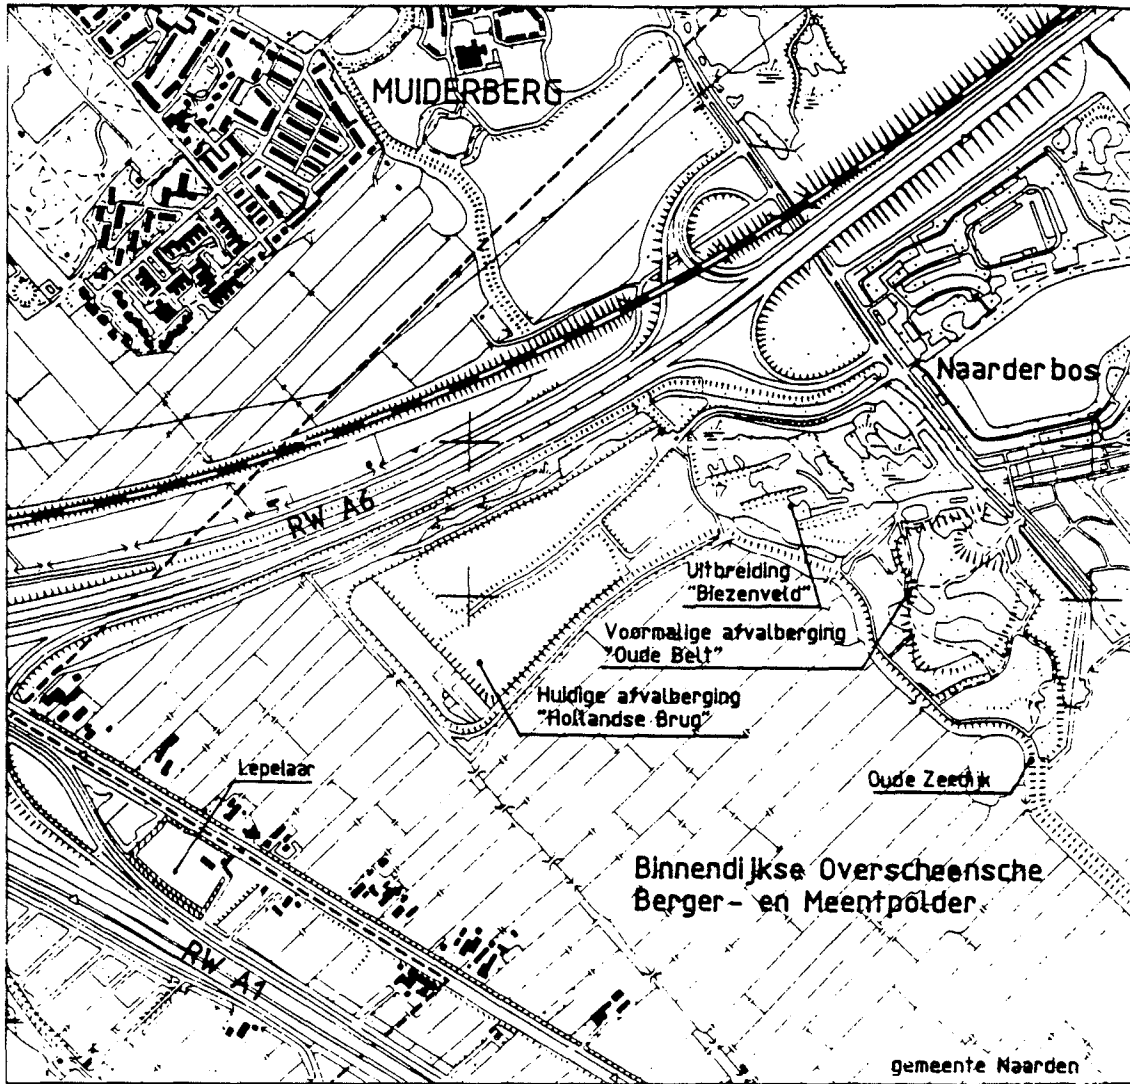 MUIDERBERG
Naarderbos
RW A6
Uitbreiding
"Biezenveld"
Voormalige afvalberging
"Oude Belt"
Huidige afvalberging
"Hollandse Brug"
Lepelaar
Oude Zeedijk
Binnendijkse Overscheensche
Berger- en Meentpolder
RW A1
gemeente Naarden